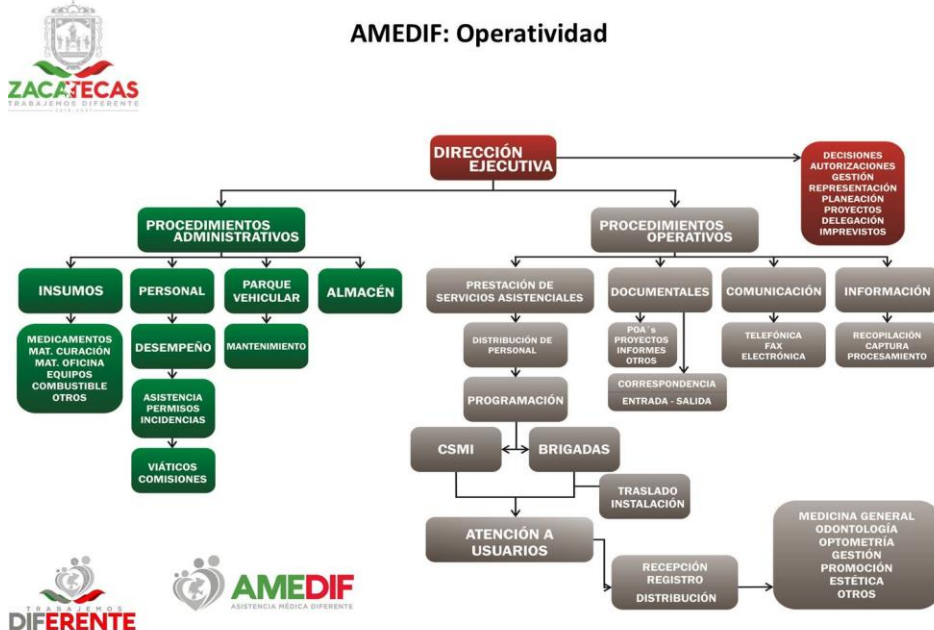 AMEDIF: Operatividad
ZACATECAS
TRABAJEMOS DIFERENTE
DIRECCIÓN
EJECUTIVA
DECISIONES
AUTORIZACIONES
GESTIÓN
REPRESENTACIÓN
PLANEACIÓN
PROYECTOS
DELEGACIÓN
IMPREVISTOS
PROCEDIMIENTOS
ADMINISTRATIVOS
PROCEDIMIENTOS
OPERATIVOS
INSUMOS
PERSONAL
PARQUE
VEHICULAR
ALMACÉN
PRESTACIÓN DE
SERVICIOS ASISTENCIALES
DOCUMENTALES
COMUNICACIÓN
INFORMACIÓN
MEDICAMENTOS
MAT. CURACIÓN
MAT. OFICINA
EQUIPOS
COMBUSTIBLE
OTROS
DESEMPEÑO
MANTENIMIENTO
DISTRIBUCIÓN DE
PERSONAL
POA´s
PROYECTOS
INFORMES
OTROS
TELEFÓNICA
FAX
ELECTRÓNICA
RECOPILACIÓN
CAPTURA
PROCESAMIENTO
ASISTENCIA
PERMISOS
INCIDENCIAS
PROGRAMACIÓN
CORRESPONDENCIA
ENTRADA - SALIDA
VIÁTICOS
COMISIONES
CSMI
BRIGADAS
TRASLADO
INSTALACIÓN
ATENCIÓN A
USUARIOS
RECEPCIÓN
REGISTRO
DISTRIBUCIÓN
MEDICINA GENERAL
ODONTOLOGÍA
OPTOMETRÍA
GESTIÓN
PROMOCIÓN
ESTÉTICA
OTROS
TRABAJEMOS
DIFERENTE
AMEDIF
ASISTENCIA MÉDICA DIFERENTE